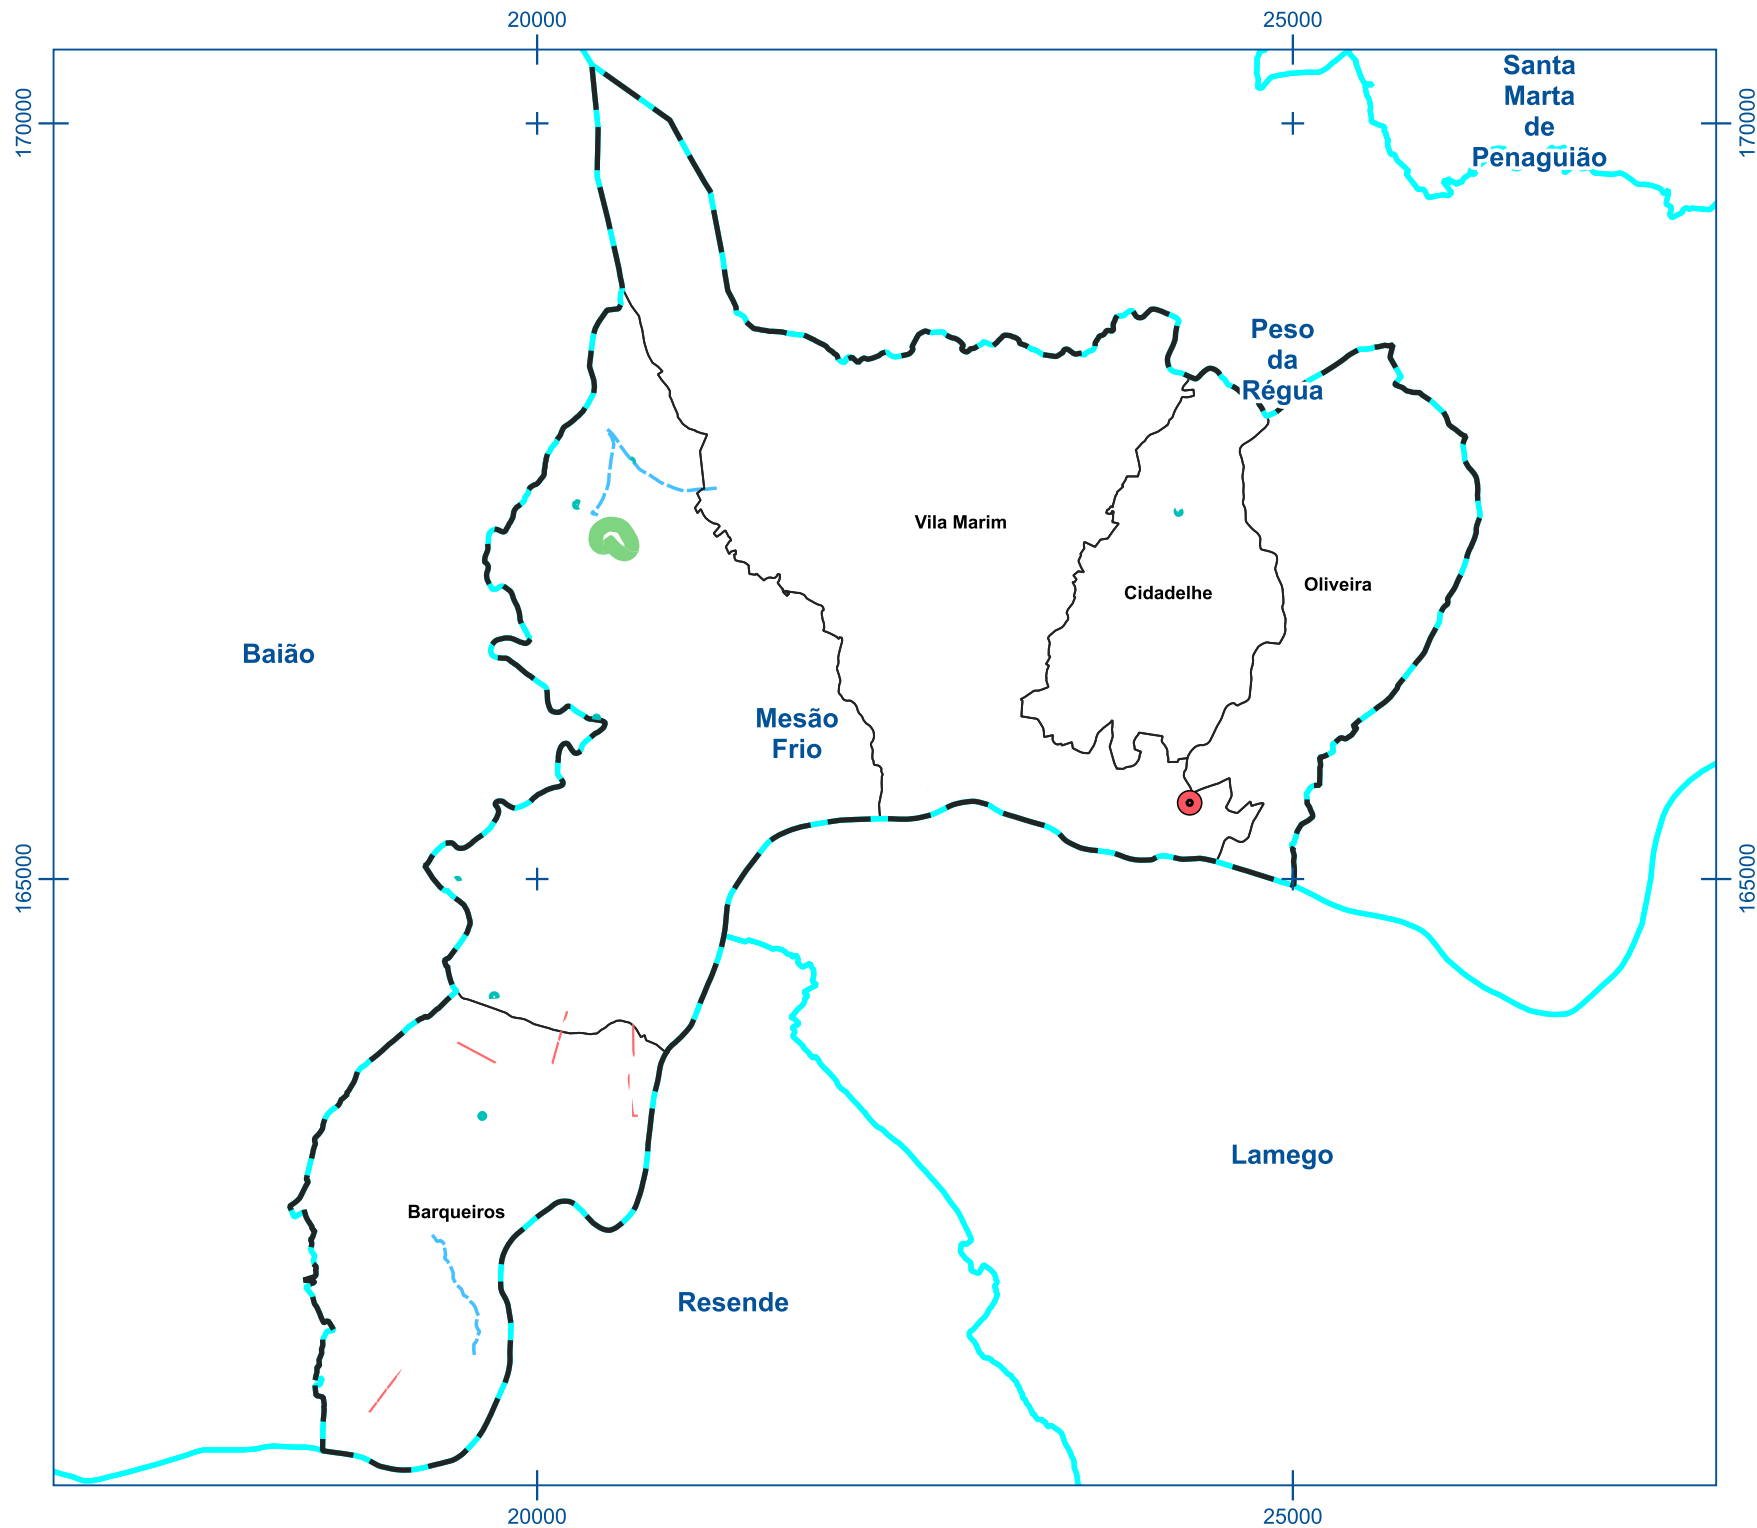 20000
25000
170000
170000
Santa
Marta
de
Penaguião
Peso
da
Régua
Vila Marim
Cidadelhe
Oliveira
Baião
Mesão
Frio
165000
165000
Lamego
Barqueiros
Resende
20000
25000